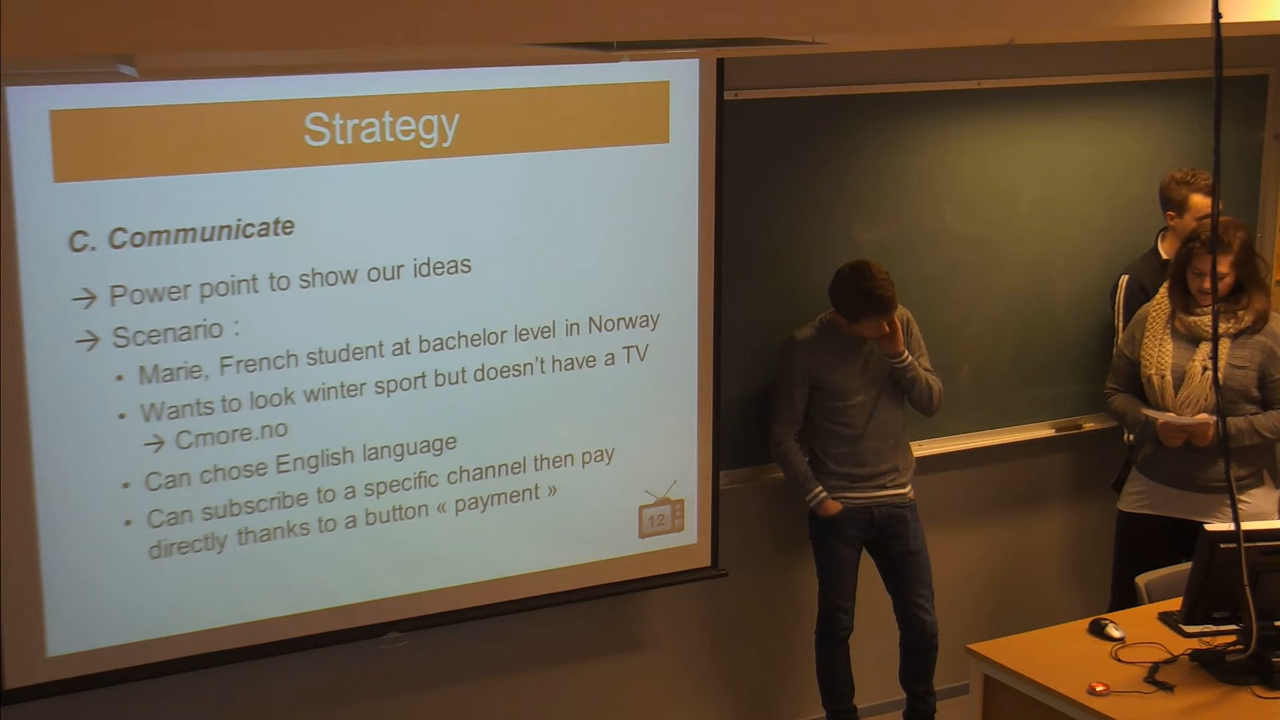 Strategy
C. Communicate
→ Power point to show our ideas
→ Scenario :
• Marie, French student at bachelor level in Norway
• Wants to look winter sport but doesn't have a TV
→ Cmore.no
• Can chose English language
• Can subscribe to a specific channel then pay
directly thanks to a button « payment »
12